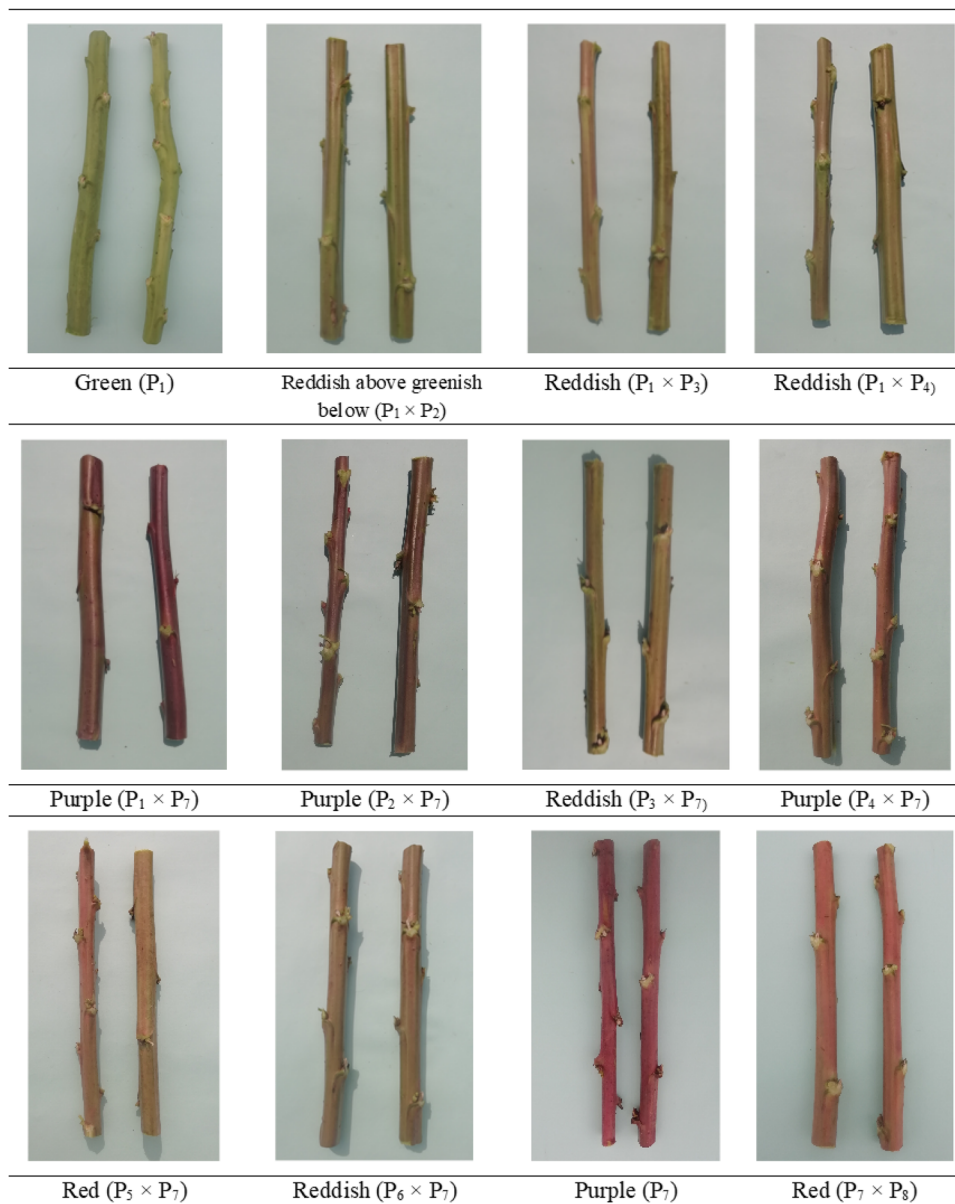 Green (P₁)
Reddish above greenish
below (P₁ × P₂)
Reddish (P₁ × P₃)
Reddish (P₁ × P₄)
Purple (P₁ × P₇)
Purple (P₂ × P₇)
Reddish (P₃ × P₇)
Purple (P₄ × P₇)
Red (P₅ × P₇)
Reddish (P₆ × P₇)
Purple (P₇)
Red (P₇ × P₈)